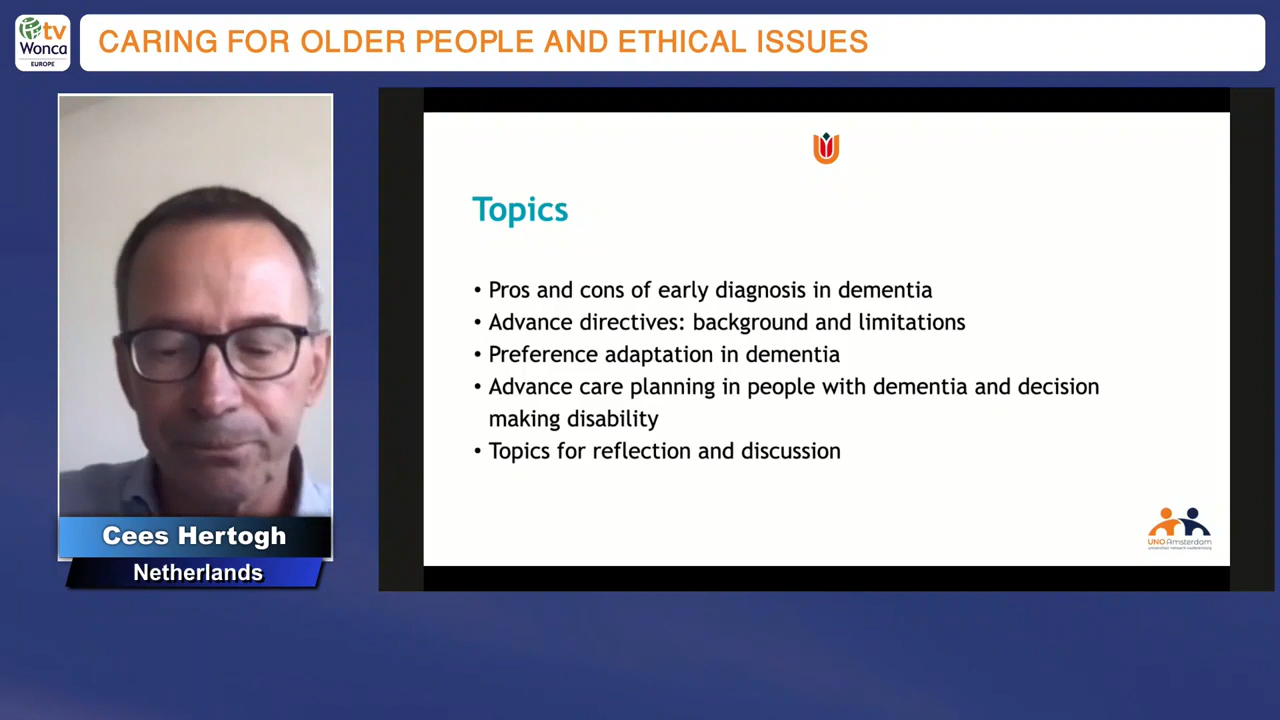 tv
Wonca
EUROPE
CARING FOR OLDER PEOPLE AND ETHICAL ISSUES
Topics
• Pros and cons of early diagnosis in dementia
• Advance directives: background and limitations
• Preference adaptation in dementia
• Advance care planning in people with dementia and decision
making disability
• Topics for reflection and discussion
UNO Amsterdam
Cees Hertogh
Netherlands